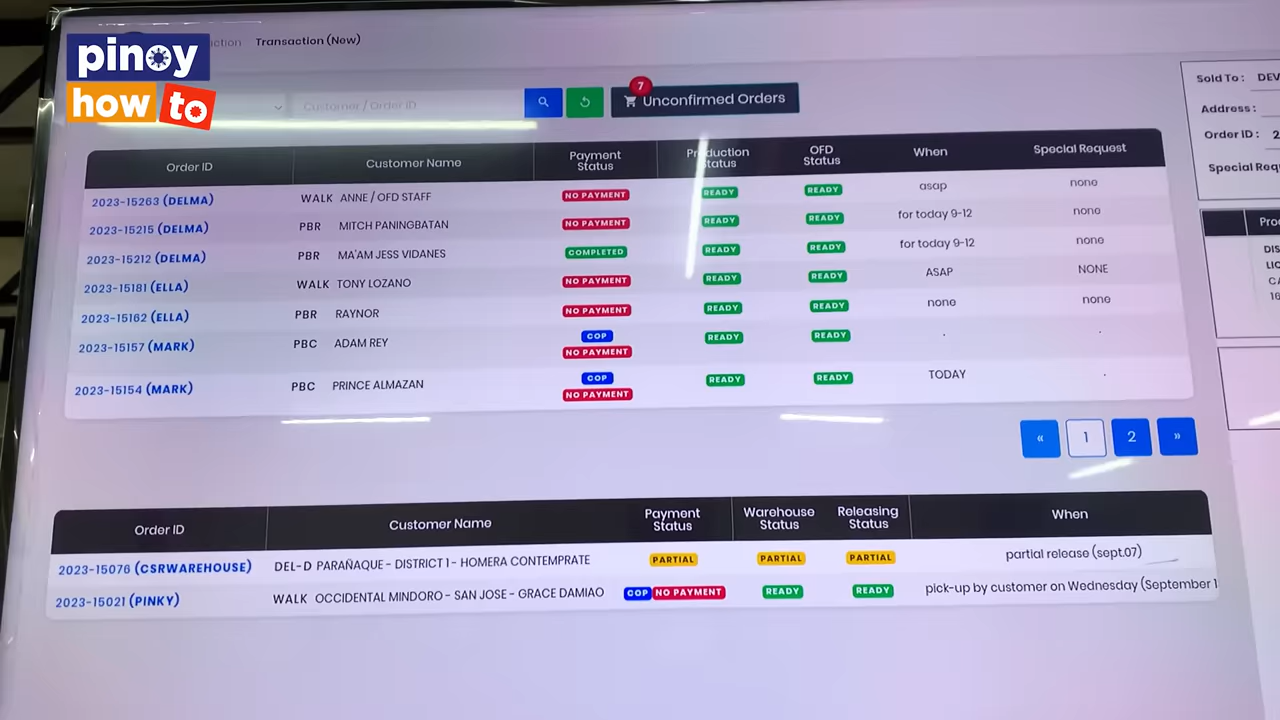 pinoy
how to
ction Transaction (New)
Customer / Order ID
7
Unconfirmed Orders
Order ID Customer Name Payment Status Production Status OFD Status When Special Request
2023-15263 (DELMA) WALK ANNE / OFD STAFF NO PAYMENT READY READY asap none
2023-15215 (DELMA) PBR MITCH PANINGBATAN NO PAYMENT READY READY for today 9-12 none
2023-15212 (DELMA) PBR MA'AM JESS VIDANES COMPLETED READY READY for today 9-12 none
2023-15181 (ELLA) WALK TONY LOZANO NO PAYMENT READY READY ASAP NONE
2023-15162 (ELLA) PBR RAYNOR NO PAYMENT READY READY none none
2023-15157 (MARK) PBC ADAM REY COP NO PAYMENT READY READY . .
2023-15154 (MARK) PBC PRINCE ALMAZAN COP NO PAYMENT READY READY TODAY .
« 1 2 »
Order ID Customer Name Payment Status Warehouse Status Releasing Status When
2023-15076 (CSRWAREHOUSE) DEL-D PARAÑAQUE - DISTRICT 1 - HOMERA CONTEMPRATE PARTIAL PARTIAL PARTIAL partial release (sept.07)
2023-15021 (PINKY) WALK OCCIDENTAL MINDORO - SAN JOSE - GRACE DAMIAO COP NO PAYMENT READY READY pick-up by customer on Wednesday (September 1
Sold To : DEV
Address :
Order ID : 2
Special Requ
Pro
DIS
LIC
CA